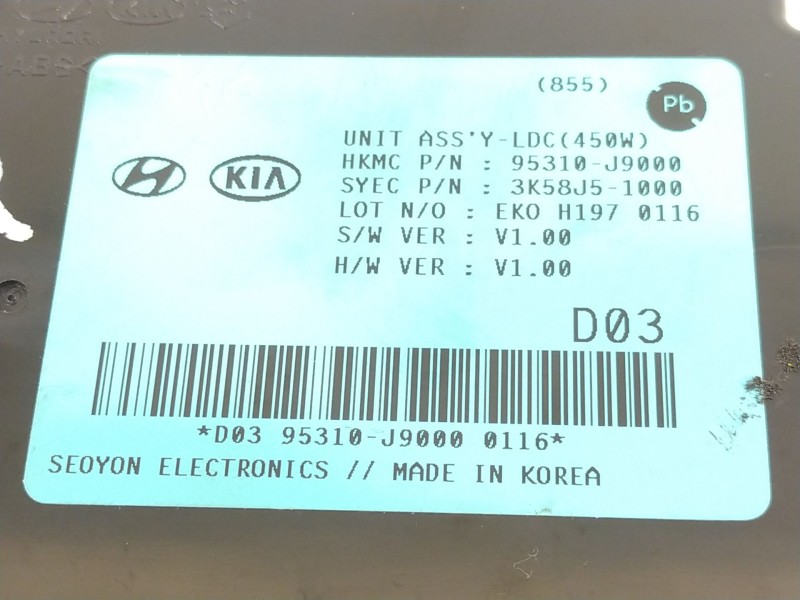 (855)
Pb
UNIT ASS'Y-LDC(450W)
HKMC P/N : 95310-J9000
KIA
SYEC P/N : 3K58J5-1000
LOT N/O : EKO H197 0116
S/W VER : V1.00
H/W VER : V1.00
D03
*D03 95310-J9000 0116*
SEOYON ELECTRONICS // MADE IN KOREA